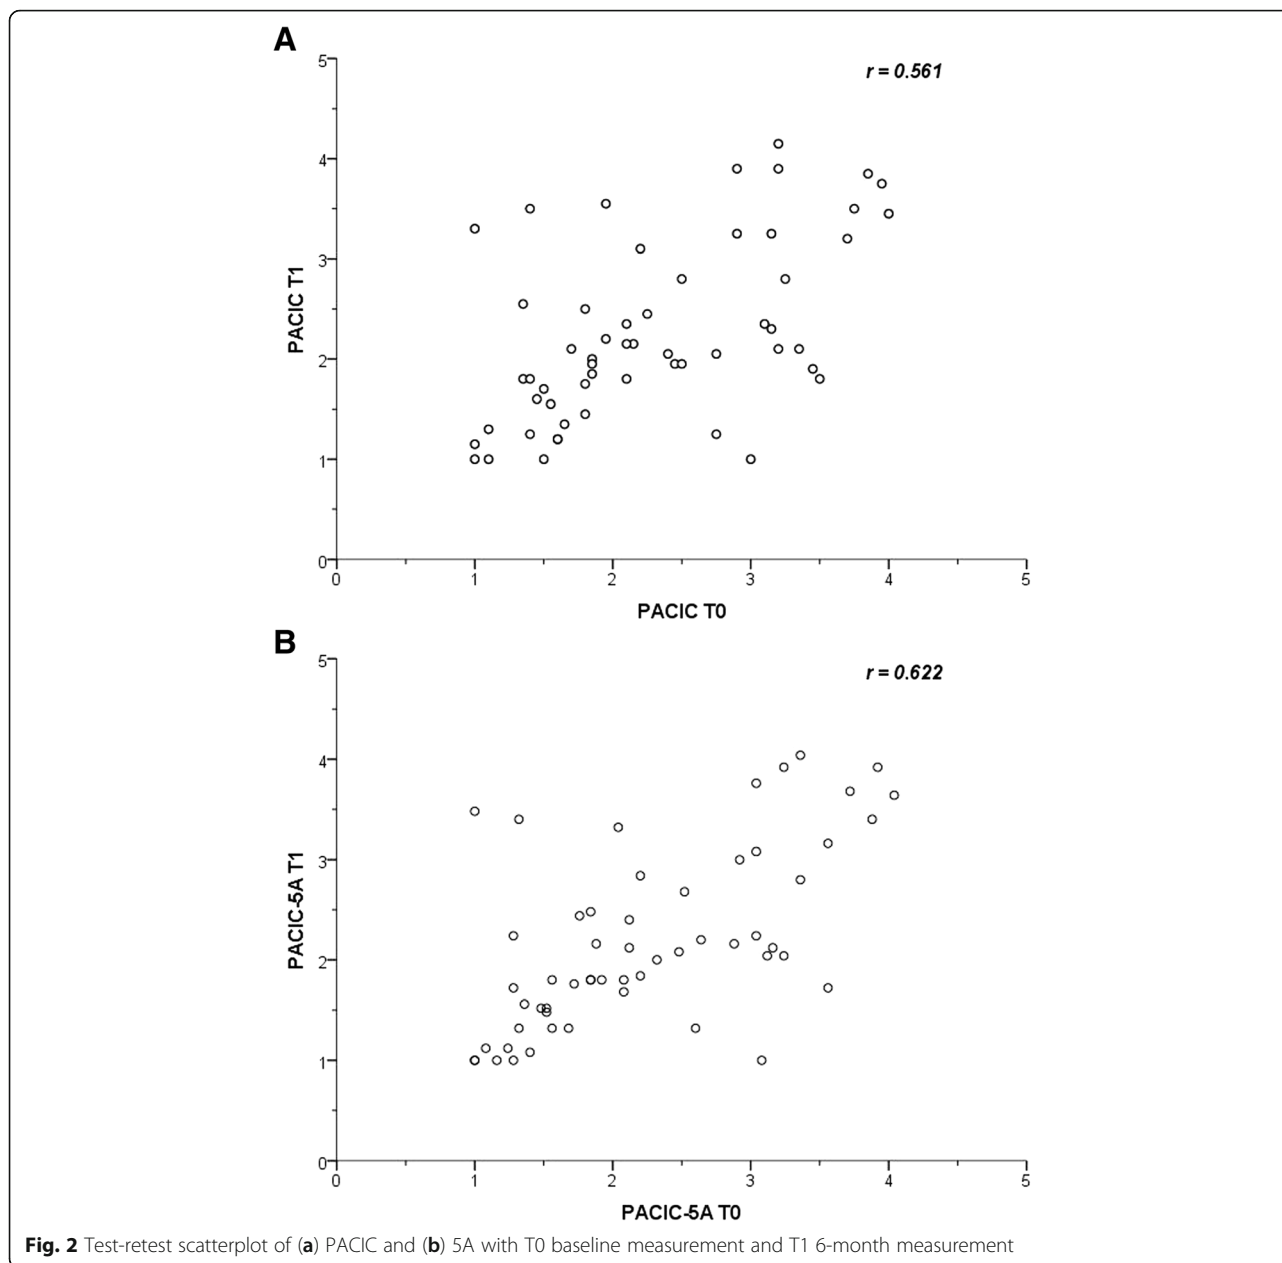 A
r = 0.561
5
4
3
2
1
0
PACIC T1
0 1 2 3 4 5
PACIC T0
B
r = 0.622
5
4
3
2
1
0
PACIC-5A T1
0 1 2 3 4 5
PACIC-5A T0
Fig. 2 Test-retest scatterplot of (a) PACIC and (b) 5A with T0 baseline measurement and T1 6-month measurement